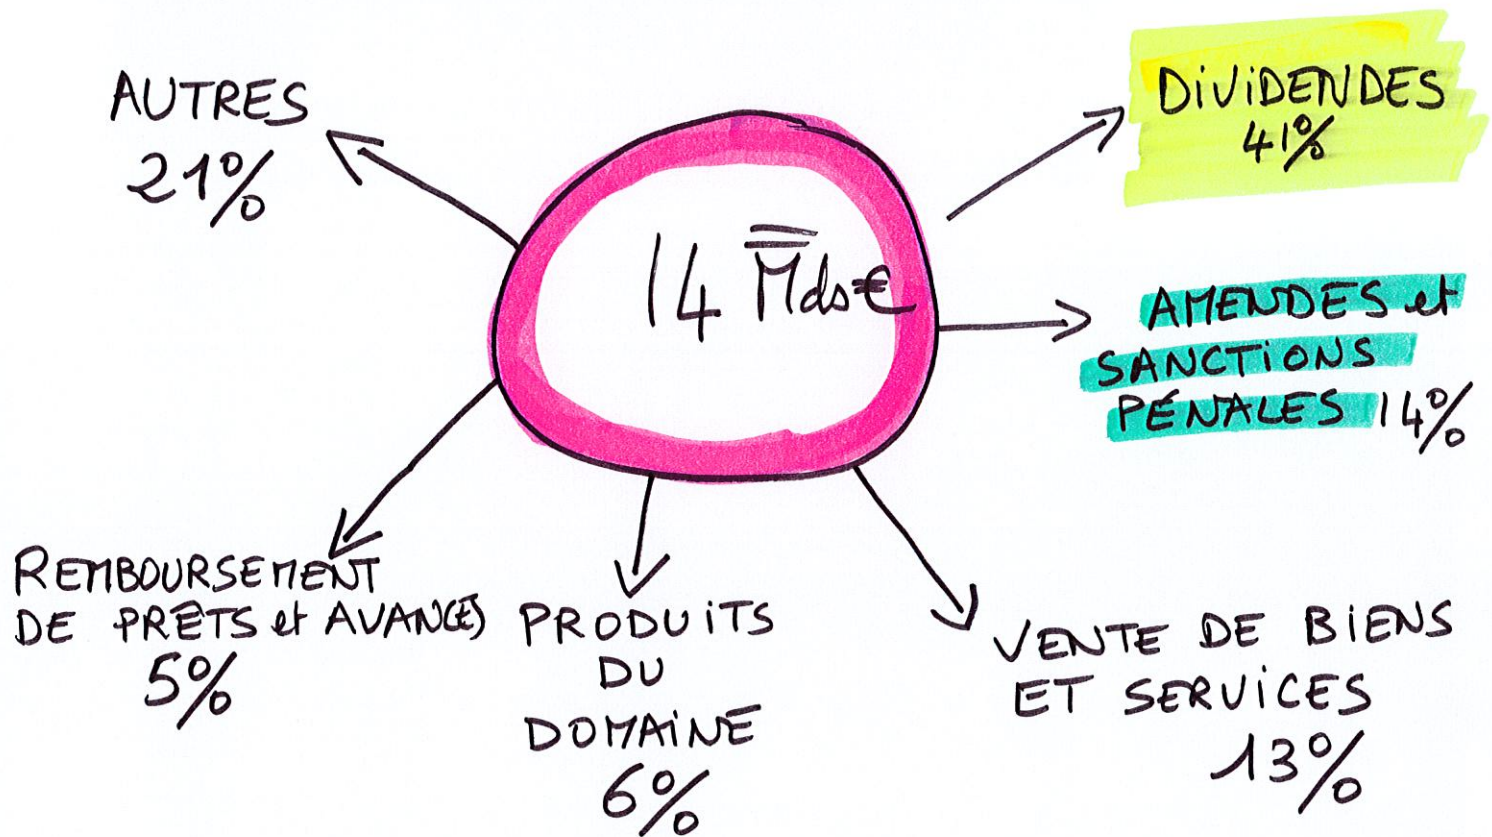 AUTRES
21%
14 Mds€
DiViDENDES
41%
AMENDES et
SANCTiONS
PÉNALES 14%
REMBOURSEMENT
DE PRÊTS et AVANCES
5%
PRODUiTS
DU
DOMAiNE
6%
VENTE DE BiENS
ET SERViCES
13%